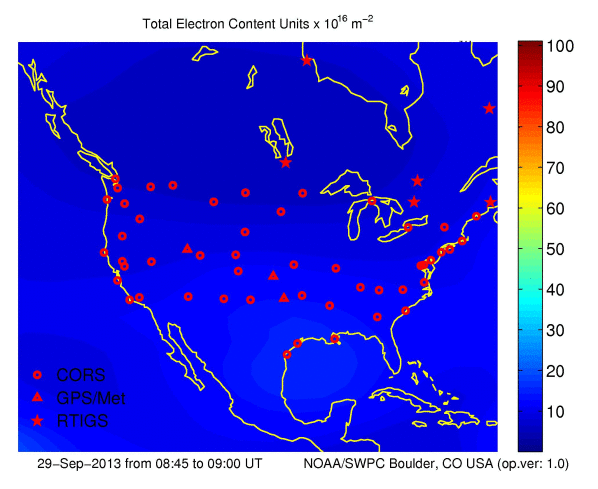 Total Electron Content Units x 10^16 m^-2
100
90
80
70
60
50
40
30
20
10
CORS
GPS/Met
RTIGS
29-Sep-2013 from 08:45 to 09:00 UT NOAA/SWPC Boulder, CO USA (op.ver: 1.0)